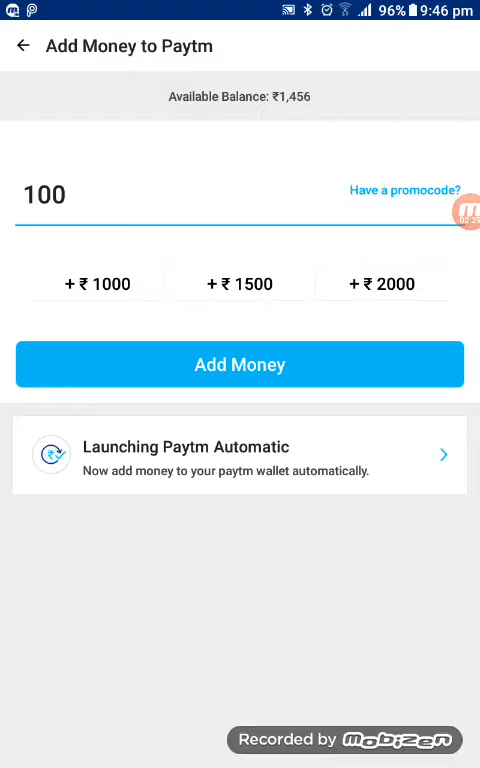 96% 9:46 pm
Add Money to Paytm
Available Balance: ₹1,456
100
Have a promocode?
+ ₹ 1000
+ ₹ 1500
+ ₹ 2000
Add Money
Launching Paytm Automatic
Now add money to your paytm wallet automatically.
Recorded by Mobizen